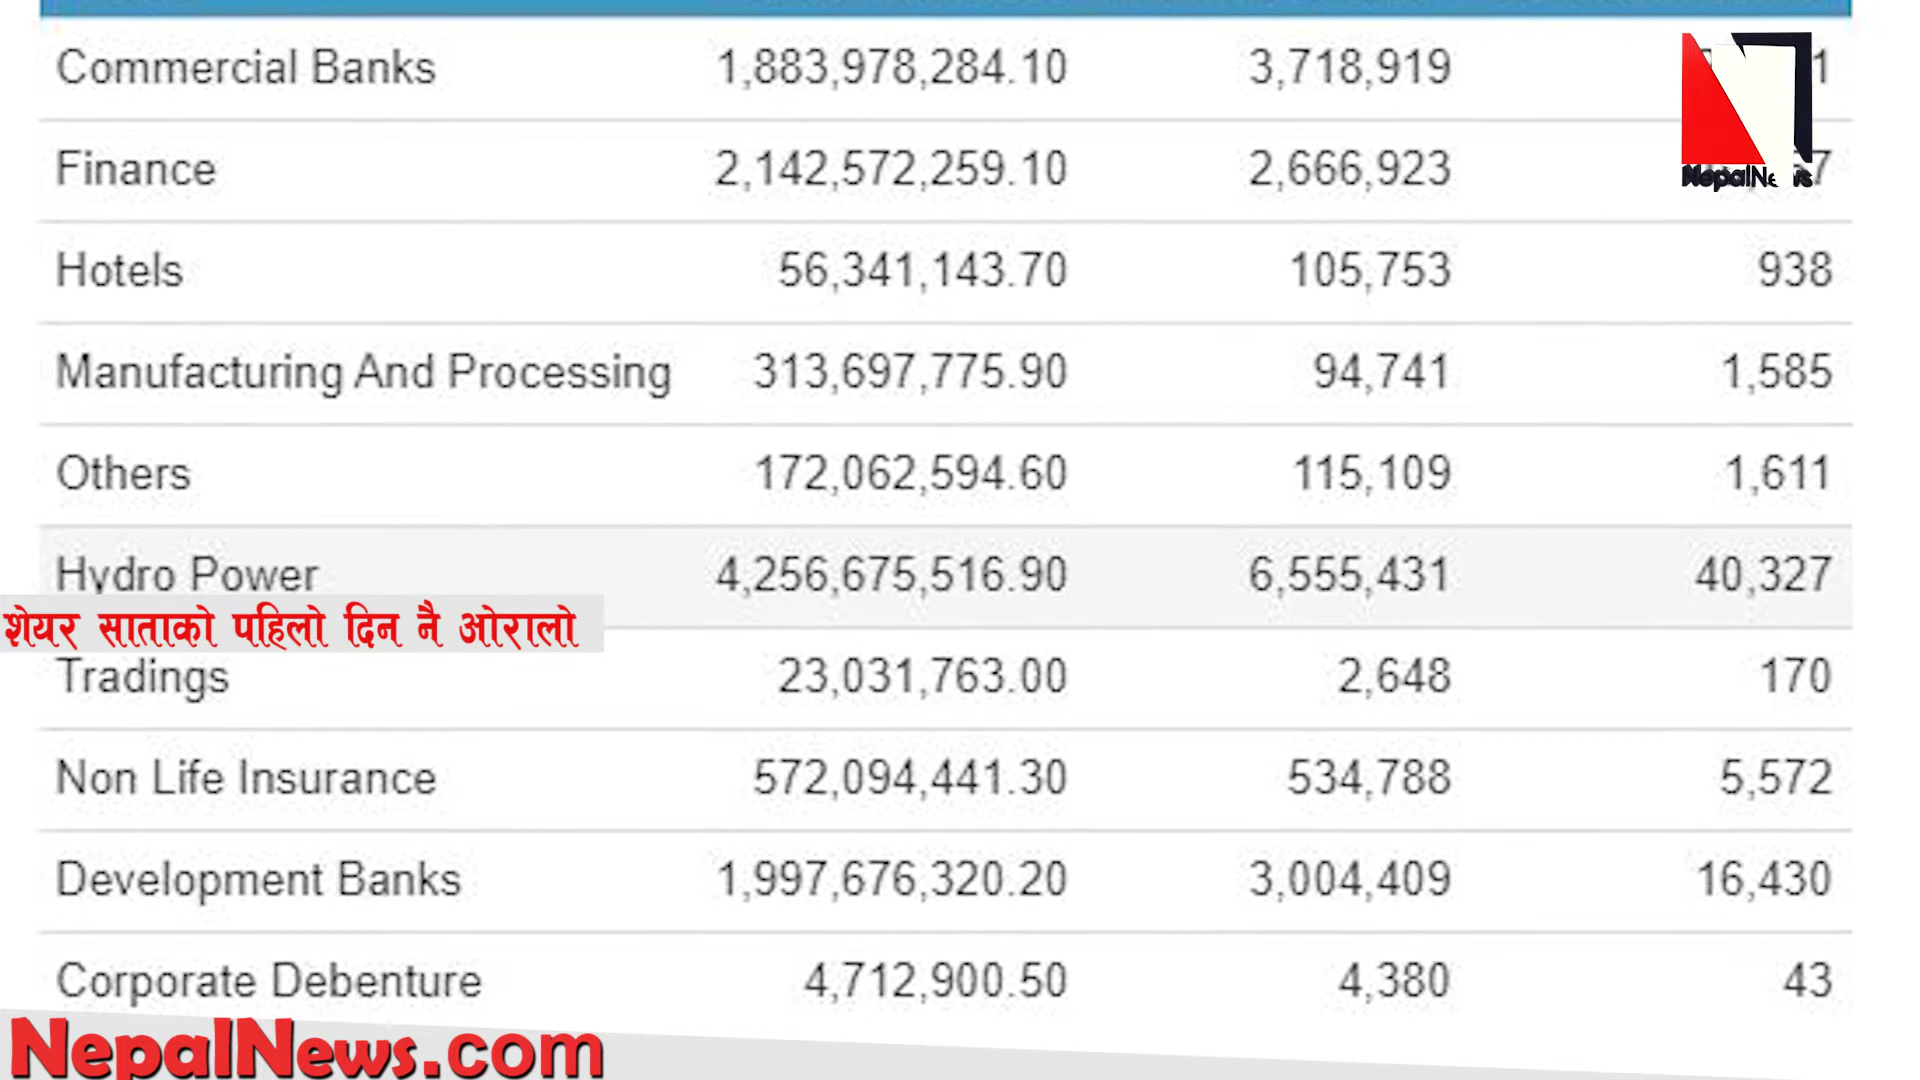 Commercial Banks 1,883,978,284.10 3,718,919
Finance 2,142,572,259.10 2,666,923
NepalNews
Hotels 56,341,143.70 105,753 938
Manufacturing And Processing 313,697,775.90 94,741 1,585
Others 172,062,594.60 115,109 1,611
Hydro Power 4,256,675,516.90 6,555,431 40,327
शेयर साताको पहिलो दिन नै ओरालो
Tradings 23,031,763.00 2,648 170
Non Life Insurance 572,094,441.30 534,788 5,572
Development Banks 1,997,676,320.20 3,004,409 16,430
Corporate Debenture 4,712,900.50 4,380 43
NepalNews.com